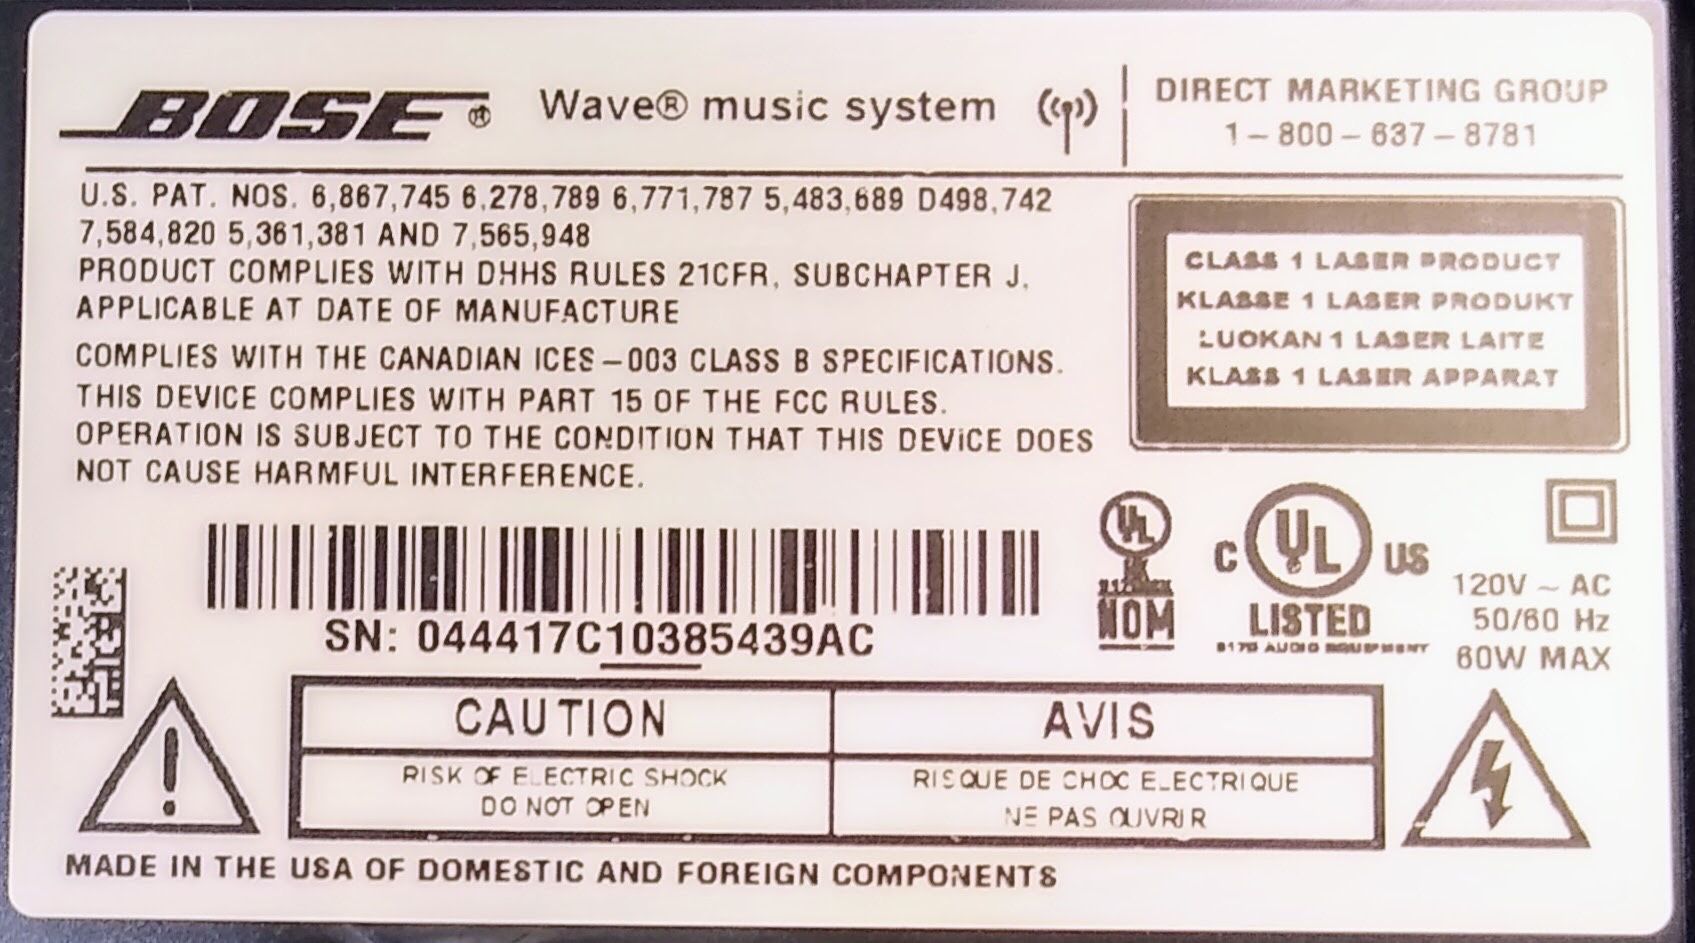 BOSE® Wave® music system
DIRECT MARKETING GROUP
1-800-637-8781
U.S. PAT. NOS. 6,867,745 6,278,789 6,771,787 5,483,689 D498,742
7,584,820 5,361,381 AND 7,565,948
PRODUCT COMPLIES WITH DHHS RULES 21CFR, SUBCHAPTER J.
APPLICABLE AT DATE OF MANUFACTURE
COMPLIES WITH THE CANADIAN ICES-003 CLASS B SPECIFICATIONS.
THIS DEVICE COMPLIES WITH PART 15 OF THE FCC RULES.
OPERATION IS SUBJECT TO THE CONDITION THAT THIS DEVICE DOES
NOT CAUSE HARMFUL INTERFERENCE.
CLASS 1 LASER PRODUCT
KLASSE 1 LASER PRODUKT
LUOKAN 1 LASER LAITE
KLASS 1 LASER APPARAT
SN: 044417C10385439AC
UL
NOM
C UL US
LISTED
AUDIO EQUIPMENT
120V ~ AC
50/60 Hz
60W MAX
CAUTION
RISK OF ELECTRIC SHOCK
DO NOT OPEN
AVIS
RISQUE DE CHOC ELECTRIQUE
NE PAS OUVRIR
MADE IN THE USA OF DOMESTIC AND FOREIGN COMPONENTS